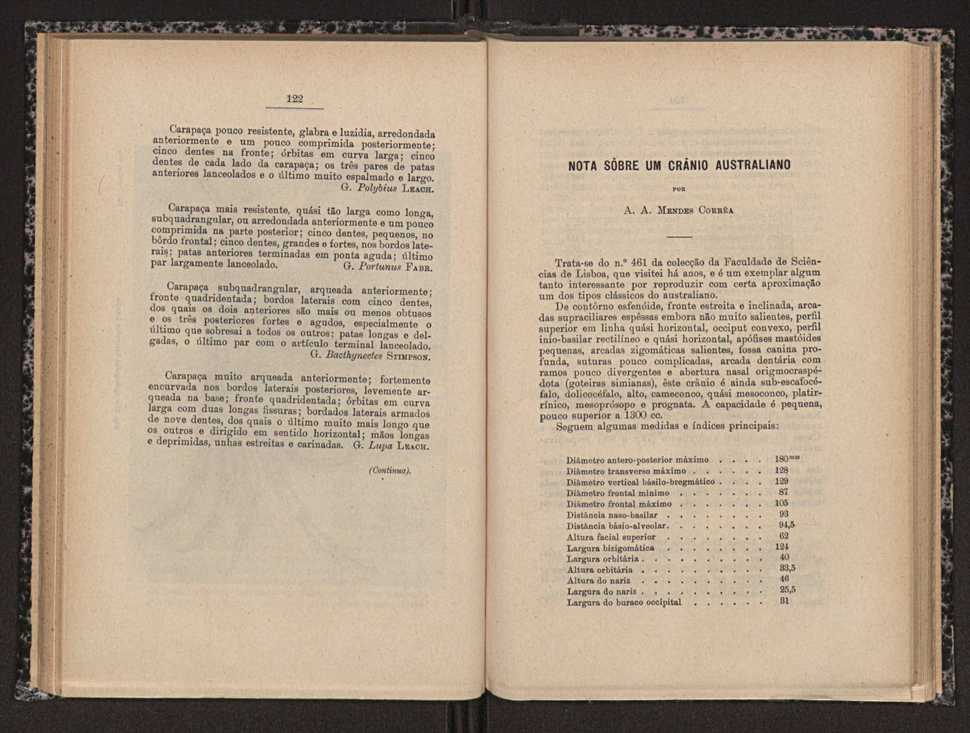 122
Carapaça pouco resistente, glabra e luzidia, arredondada
anteriormente e um pouco comprimida posteriormente;
cinco dentes na fronte; órbitas em curva larga; cinco
dentes de cada lado da carapaça; os três pares de patas
anteriores lanceolados e o último muito espalmado e largo.
G. Polybius LEACH.
Carapaça mais resistente, quási tão larga como longa,
subquadrangular, ou arredondada anteriormente e um pouco
comprimida na parte posterior; cinco dentes, pequenos, no
bôrdo frontal; cinco dentes, grandes e fortes, nos bordos late-
rais; patas anteriores terminadas em ponta aguda; último
par largamente lanceolado. G. Portunus FABR.
Carapaça subquadrangular, arqueada anteriormente;
fronte quadridentada; bordos laterais com cinco dentes,
dos quais os dois anteriores são mais ou menos obtusos
e os três posteriores fortes e agudos, especialmente o
último que sobresai a todos os outros; patas longas e del-
gadas, o último par com o artículo terminal lanceolado.
G. Bacthynectes STIMPSON.
Carapaça muito arqueada anteriormente; fortemente
encurvada nos bordos laterais posteriores, levemente ar-
queada na base; fronte quadridentada; órbitas em curva
larga com duas longas fissuras; bordados laterais armados
de nove dentes, dos quais o último muito mais longo que
os outros e dirigido em sentido horizontal; mãos longas
e deprimidas, unhas estreitas e carinadas. G. Lupa LEACH.
(Continua).
NOTA SÔBRE UM CRÂNIO AUSTRALIANO
POR
A. A. MENDES CORRÊA
Trata-se do n.º 461 da colecção da Faculdade de Sciên-
cias de Lisboa, que visitei há anos, e é um exemplar algum
tanto interessante por reproduzir com certa aproximação
um dos tipos clássicos do australiano.
De contôrno esfenóide, fronte estreita e inclinada, arca-
das supraciliares espêssas embora não muito salientes, perfil
superior em linha quási horizontal, occiput convexo, perfil
inio-basilar rectilíneo e quási horizontal, apófises mastóides
pequenas, arcadas zigomáticas salientes, fossa canina pro-
funda, suturas pouco complicadas, arcada dentária com
ramos pouco divergentes e abertura nasal origmocraspé-
dota (goteiras simianas), êste crânio é ainda sub-escafocé-
falo, dolicocéfalo, alto, cameconco, quási mesoconco, platir-
rínico, mesoprósopo e prognata. A capacidade é pequena,
pouco superior a 1300 cc.
Seguem algumas medidas e índices principais:
Diâmetro antero-posterior máximo . . . . 180mm
Diâmetro transverso máximo . . . . . . 128
Diâmetro vertical básilo-bregmático . . . . 129
Diâmetro frontal mínimo . . . . . . . 87
Diâmetro frontal máximo . . . . . . . 105
Distância naso-basilar . . . . . . . . 93
Distância básio-alveolar . . . . . . . . 94,5
Altura facial superior . . . . . . . . 62
Largura bizigomática . . . . . . . . 124
Largura orbitária . . . . . . . . . . 40
Altura orbitária . . . . . . . . . . 33,5
Altura do nariz . . . . . . . . . . 46
Largura do nariz . . . . . . . . . . 25,5
Largura do buraco occipital . . . . . . 31